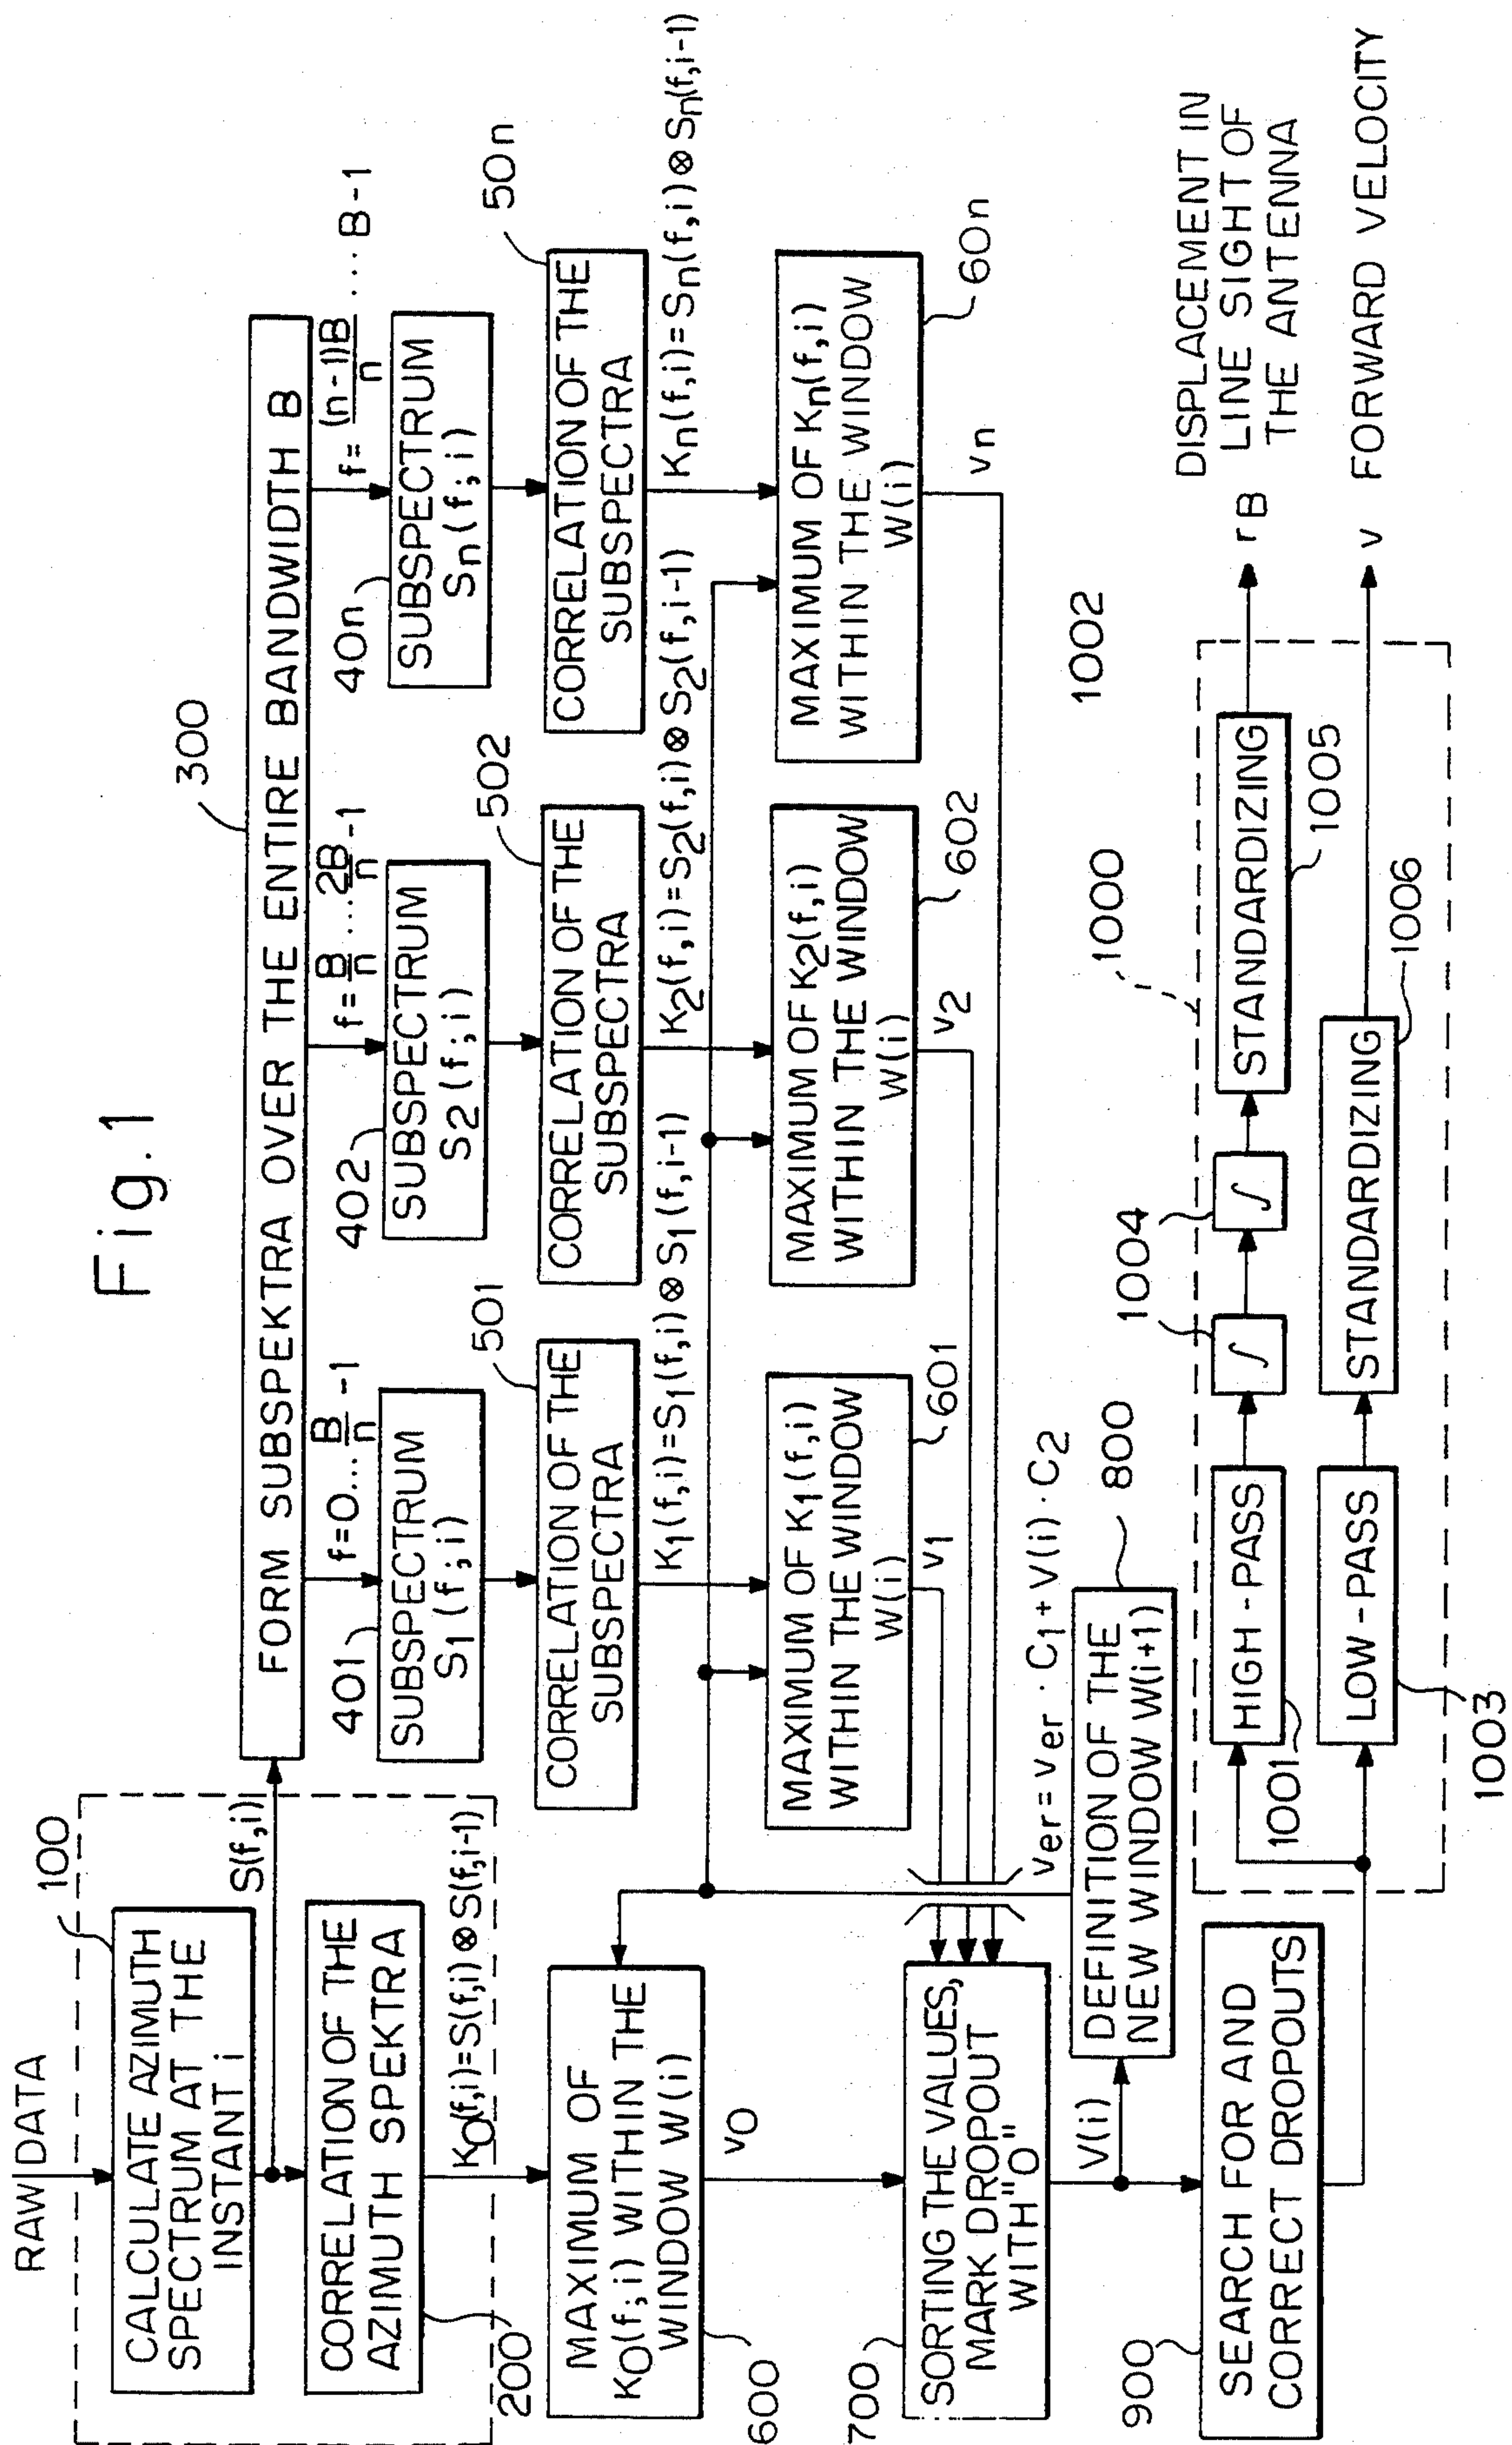 Fig.1
RAW DATA
100
CALCULATE AZIMUTH
SPECTRUM AT THE
INSTANT i
S(f,i)
CORRELATION OF THE
AZIMUTH SPEKTRA
200
K0(f,i)=S(f,i)⊗S(f,i-1)
300
FORM SUBSPEKTRA OVER THE ENTIRE BANDWIDTH B
f=0...B/n -1
f=B/n...2B/n -1
f=(n-1)B/n ... B-1
401
SUBSPECTRUM
S1(f;i)
402
SUBSPECTRUM
S2(f;i)
40n
SUBSPECTRUM
Sn(f;i)
501
CORRELATION OF THE
SUBSPECTRA
502
CORRELATION OF THE
SUBSPECTRA
50n
CORRELATION OF THE
SUBSPECTRA
K1(f,i)=S1(f,i)⊗S1(f,i-1)
K2(f,i)=S2(f,i)⊗S2(f,i-1)
Kn(f,i)=Sn(f,i)⊗Sn(f,i-1)
MAXIMUM OF
K0(f;i) WITHIN THE
WINDOW W(i)
600
v0
MAXIMUM OF K1(f,i)
WITHIN THE WINDOW
W(i)
601
v1
MAXIMUM OF K2(f,i)
WITHIN THE WINDOW
W(i)
602
v2
MAXIMUM OF Kn(f,i)
WITHIN THE WINDOW
W(i)
60n
vn
700
SORTING THE VALUES,
MARK DROPOUT
WITH "0"
V(i)
ver=ver·C1+V(i)·C2
DEFINITION OF THE
NEW WINDOW W(i+1)
800
900
SEARCH FOR AND
CORRECT DROPOUTS
1000
1002
HIGH-PASS
1001
∫
∫
1004
STANDARDIZING
1005
rB
DISPLACEMENT IN
LINE SIGHT OF
THE ANTENNA
LOW-PASS
1003
STANDARDIZING
1006
v
FORWARD VELOCITY